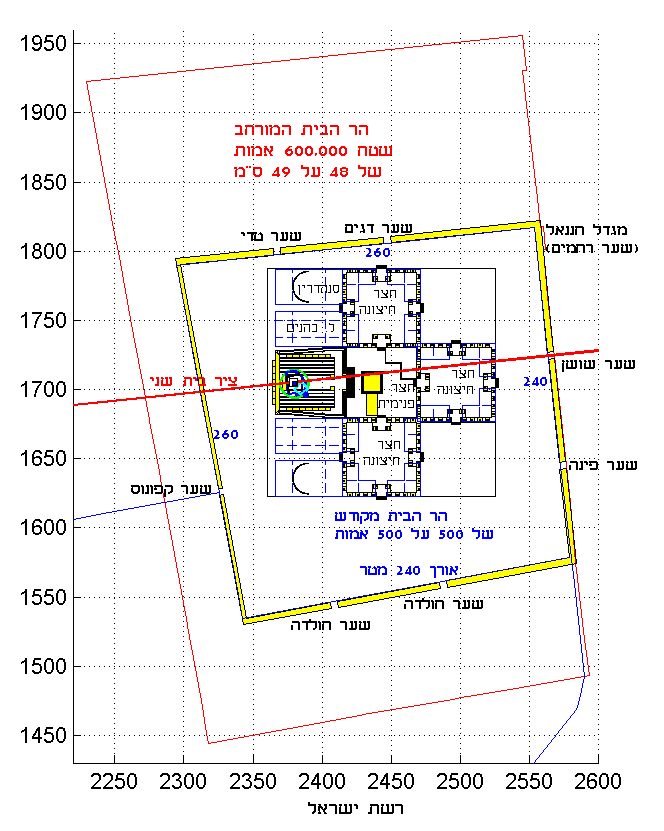 1950
1900
1850
1800
1750
1700
1650
1600
1550
1500
1450
הר הבית המורחב
שטח 600.000 אמות
של 48 על 49 ס"מ
מגדל חננאל
(שער רחמים)
שער דגים
שער טדי
260
סנהדרין
חצר
חיצונה
ל. כהנים
ציר בית שני
חצר
פנימית
חצר
חיצונה
שער שושן
240
260
חצר
חיצונה
שער פינה
שער קפונוס
הר הבית מקודש
של 500 על 500 אמות
אורך 240 מטר
שער חולדה
שער חולדה
2250
2300
2350
2400
2450
2500
2550
2600
רשת ישראל